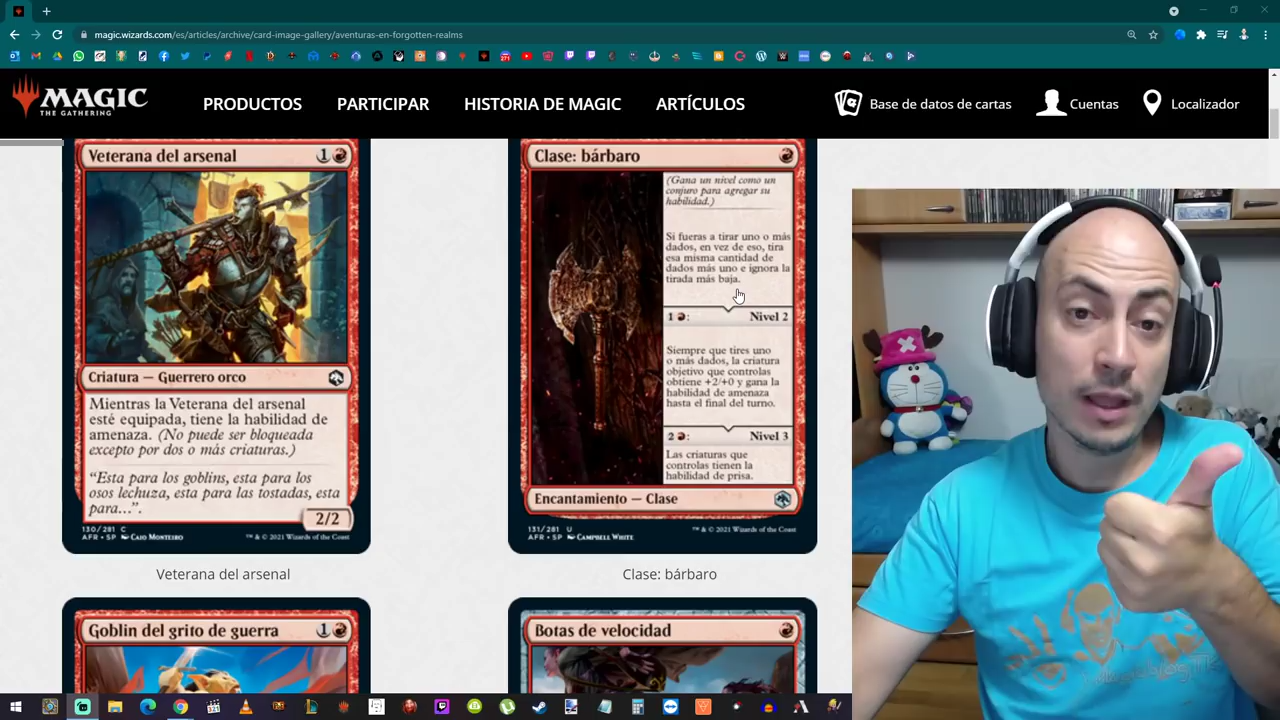 magic.wizards.com/es/articles/archive/card-image-gallery/aventuras-en-forgotten-realms
MAGIC
THE GATHERING
PRODUCTOS
PARTICIPAR
HISTORIA DE MAGIC
ARTÍCULOS
Base de datos de cartas
Cuentas
Localizador
Veterana del arsenal
1
Criatura — Guerrero orco
Mientras la Veterana del arsenal
esté equipada, tiene la habilidad de
amenaza. (No puede ser bloqueada
excepto por dos o más criaturas.)
“Esta para los goblins, esta para los
osos lechuza, esta para las tostadas, esta
para...”.
2/2
130/281 C
AFR • SP CAIO MONTEIRO
™ & © 2021 Wizards of the Coast
Veterana del arsenal
Clase: bárbaro
(Gana un nivel como un
conjuro para agregar su
habilidad.)
Si fueras a tirar uno o más
dados, en vez de eso, tira
esa misma cantidad de
dados más uno e ignora la
tirada más baja.
1 : Nivel 2
Siempre que tires uno
o más dados, la criatura
objetivo que controlas
obtiene +2/+0 y gana la
habilidad de amenaza
hasta el final del turno.
2 : Nivel 3
Las criaturas que
controlas tienen la
habilidad de prisa.
Encantamiento — Clase
131/281 U
AFR • SP CAMPBELL WHITE
™ & © 2021 Wizards of the Coast
Clase: bárbaro
Goblin del grito de guerra
1
Botas de velocidad